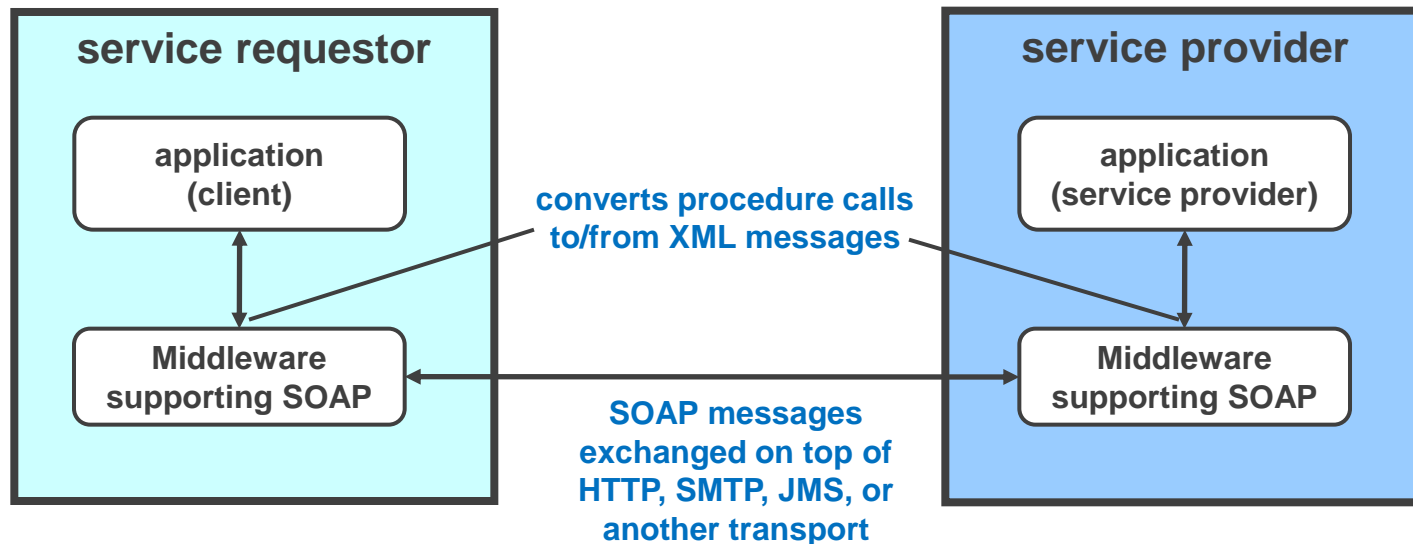 service requestor
application
(client)
Middleware
supporting SOAP
converts procedure calls
to/from XML messages
SOAP messages
exchanged on top of
HTTP, SMTP, JMS, or
another transport
service provider
application
(service provider)
Middleware
supporting SOAP